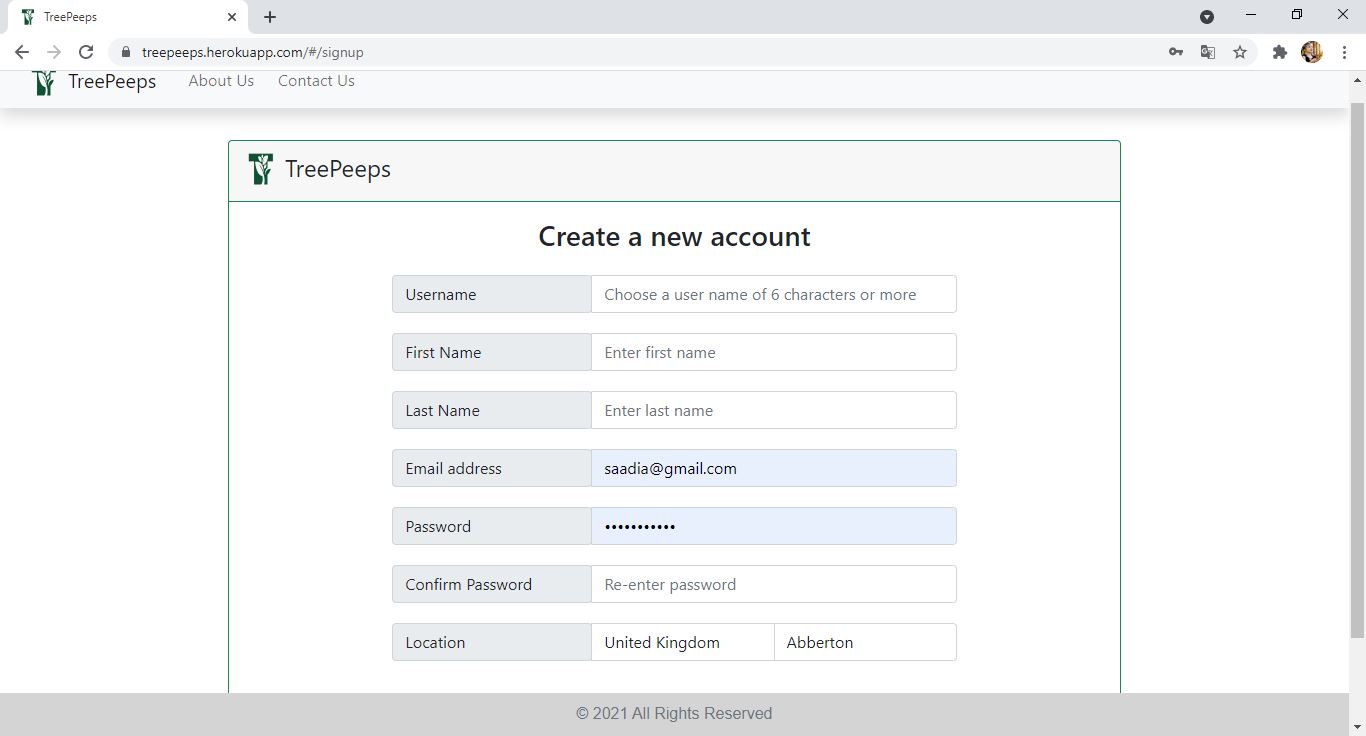 TreePeeps
treepeeps.herokuapp.com/#/signup
TreePeeps About Us Contact Us
TreePeeps
Create a new account
Username Choose a user name of 6 characters or more
First Name Enter first name
Last Name Enter last name
Email address saadia@gmail.com
Password •••••••••••
Confirm Password Re-enter password
Location United Kingdom Abberton
© 2021 All Rights Reserved